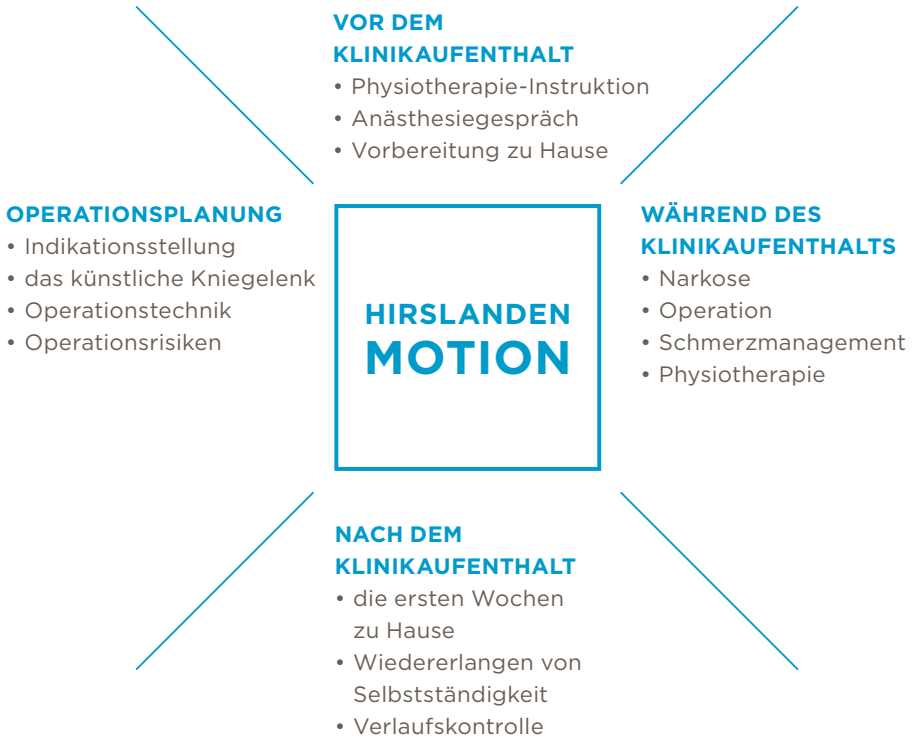 VOR DEM
KLINIKAUFENTHALT
• Physiotherapie-Instruktion
• Anästhesiegespräch
• Vorbereitung zu Hause
OPERATIONSPLANUNG
• Indikationsstellung
• das künstliche Kniegelenk
• Operationstechnik
• Operationsrisiken
HIRSLANDEN
MOTION
WÄHREND DES
KLINIKAUFENTHALTS
• Narkose
• Operation
• Schmerzmanagement
• Physiotherapie
NACH DEM
KLINIKAUFENTHALT
• die ersten Wochen
zu Hause
• Wiedererlangen von
Selbstständigkeit
• Verlaufskontrolle